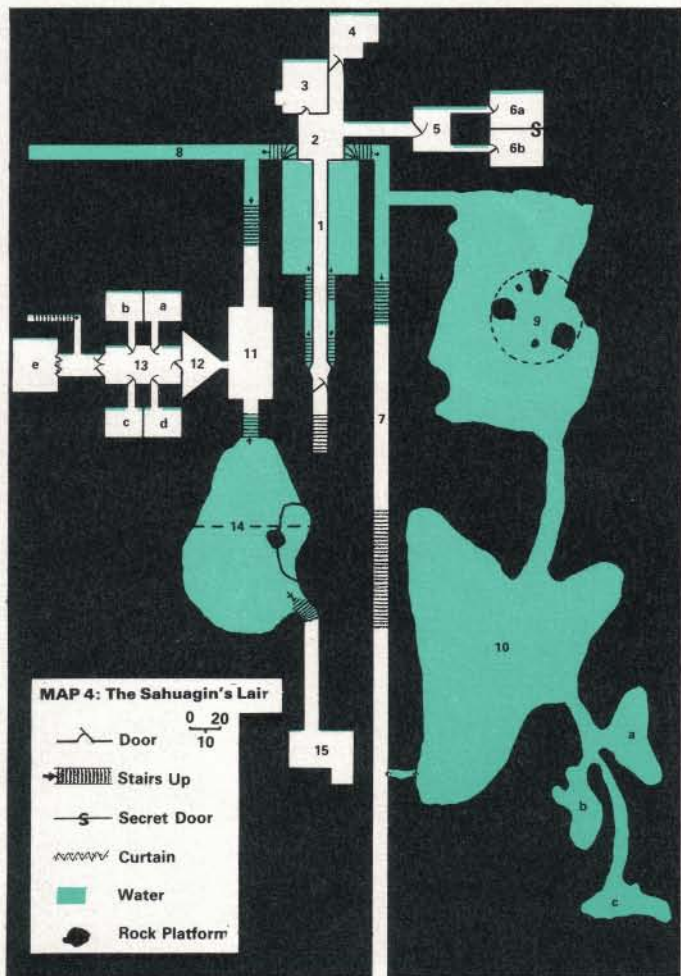 4
3
6a
2
5
S
6b
8
1
9
b
a
11
e
13
12
7
c
d
14
10
MAP 4: The Sahuagin's Lair
0 20
10
Door
a
15
Stairs Up
b
S
Secret Door
Curtain
Water
c
Rock Platform